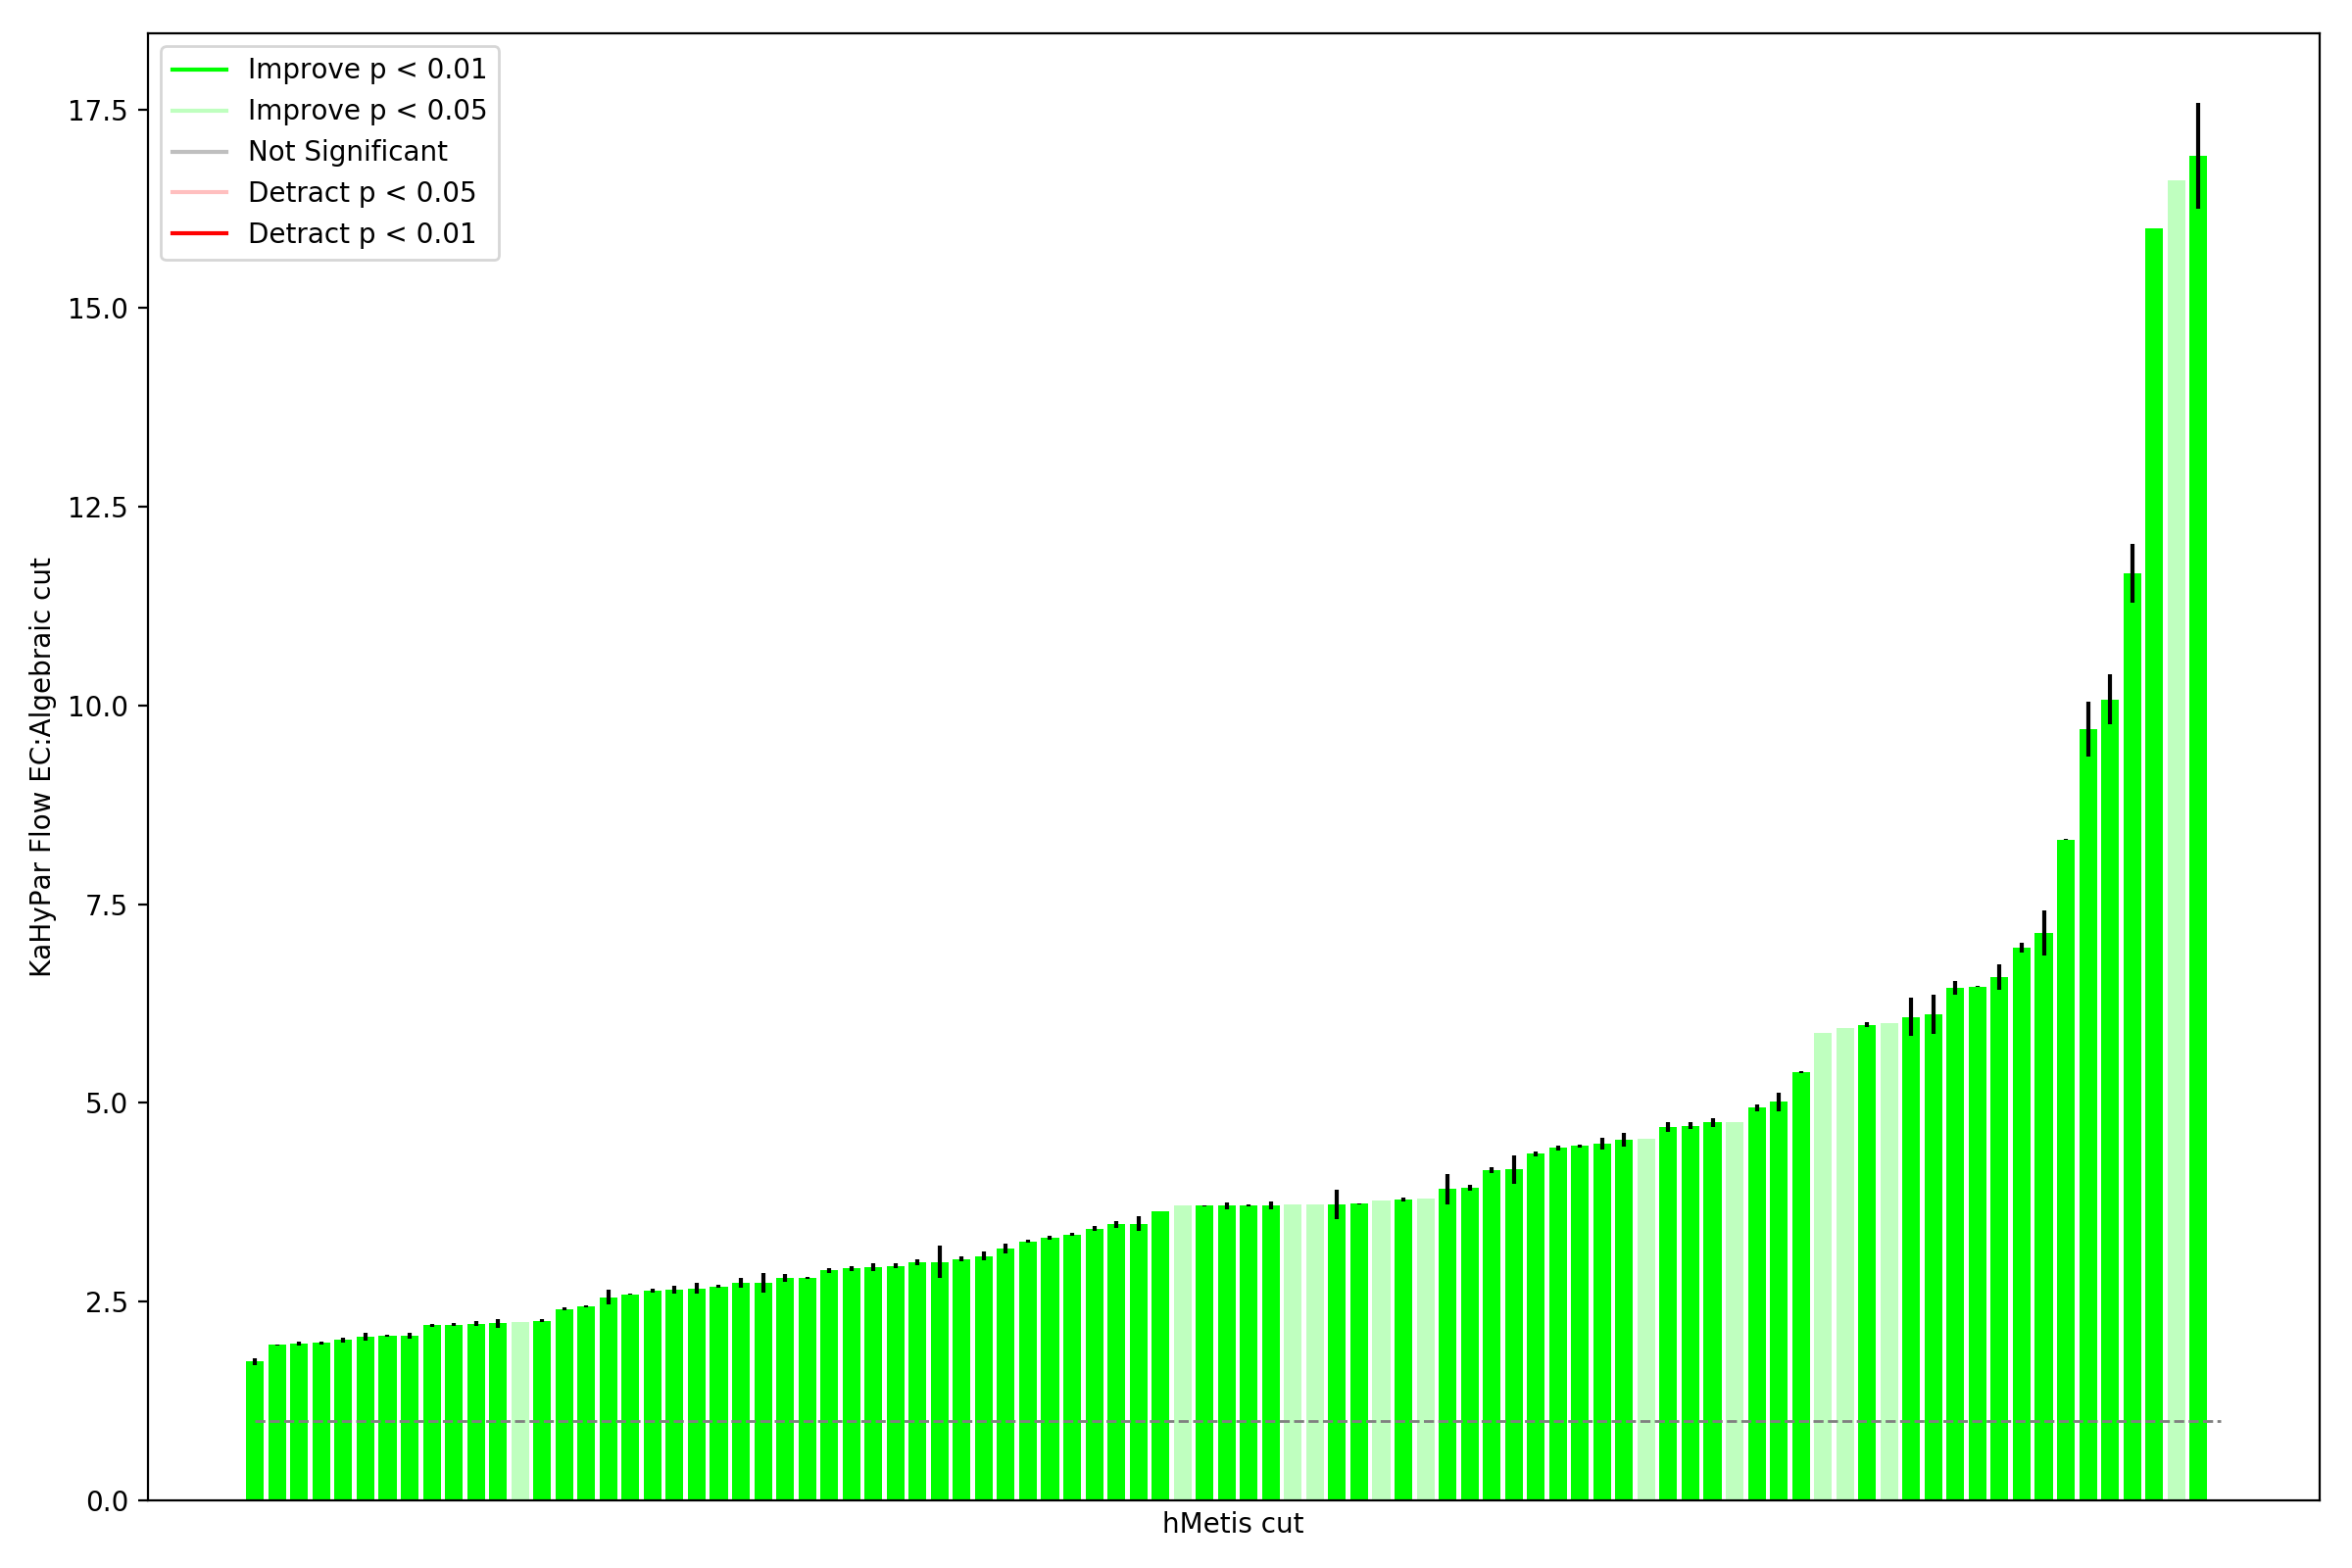 Improve p < 0.01
Improve p < 0.05
Not Significant
Detract p < 0.05
Detract p < 0.01
17.5
15.0
12.5
10.0
7.5
5.0
2.5
0.0
KaHyPar Flow EC:Algebraic cut
hMetis cut